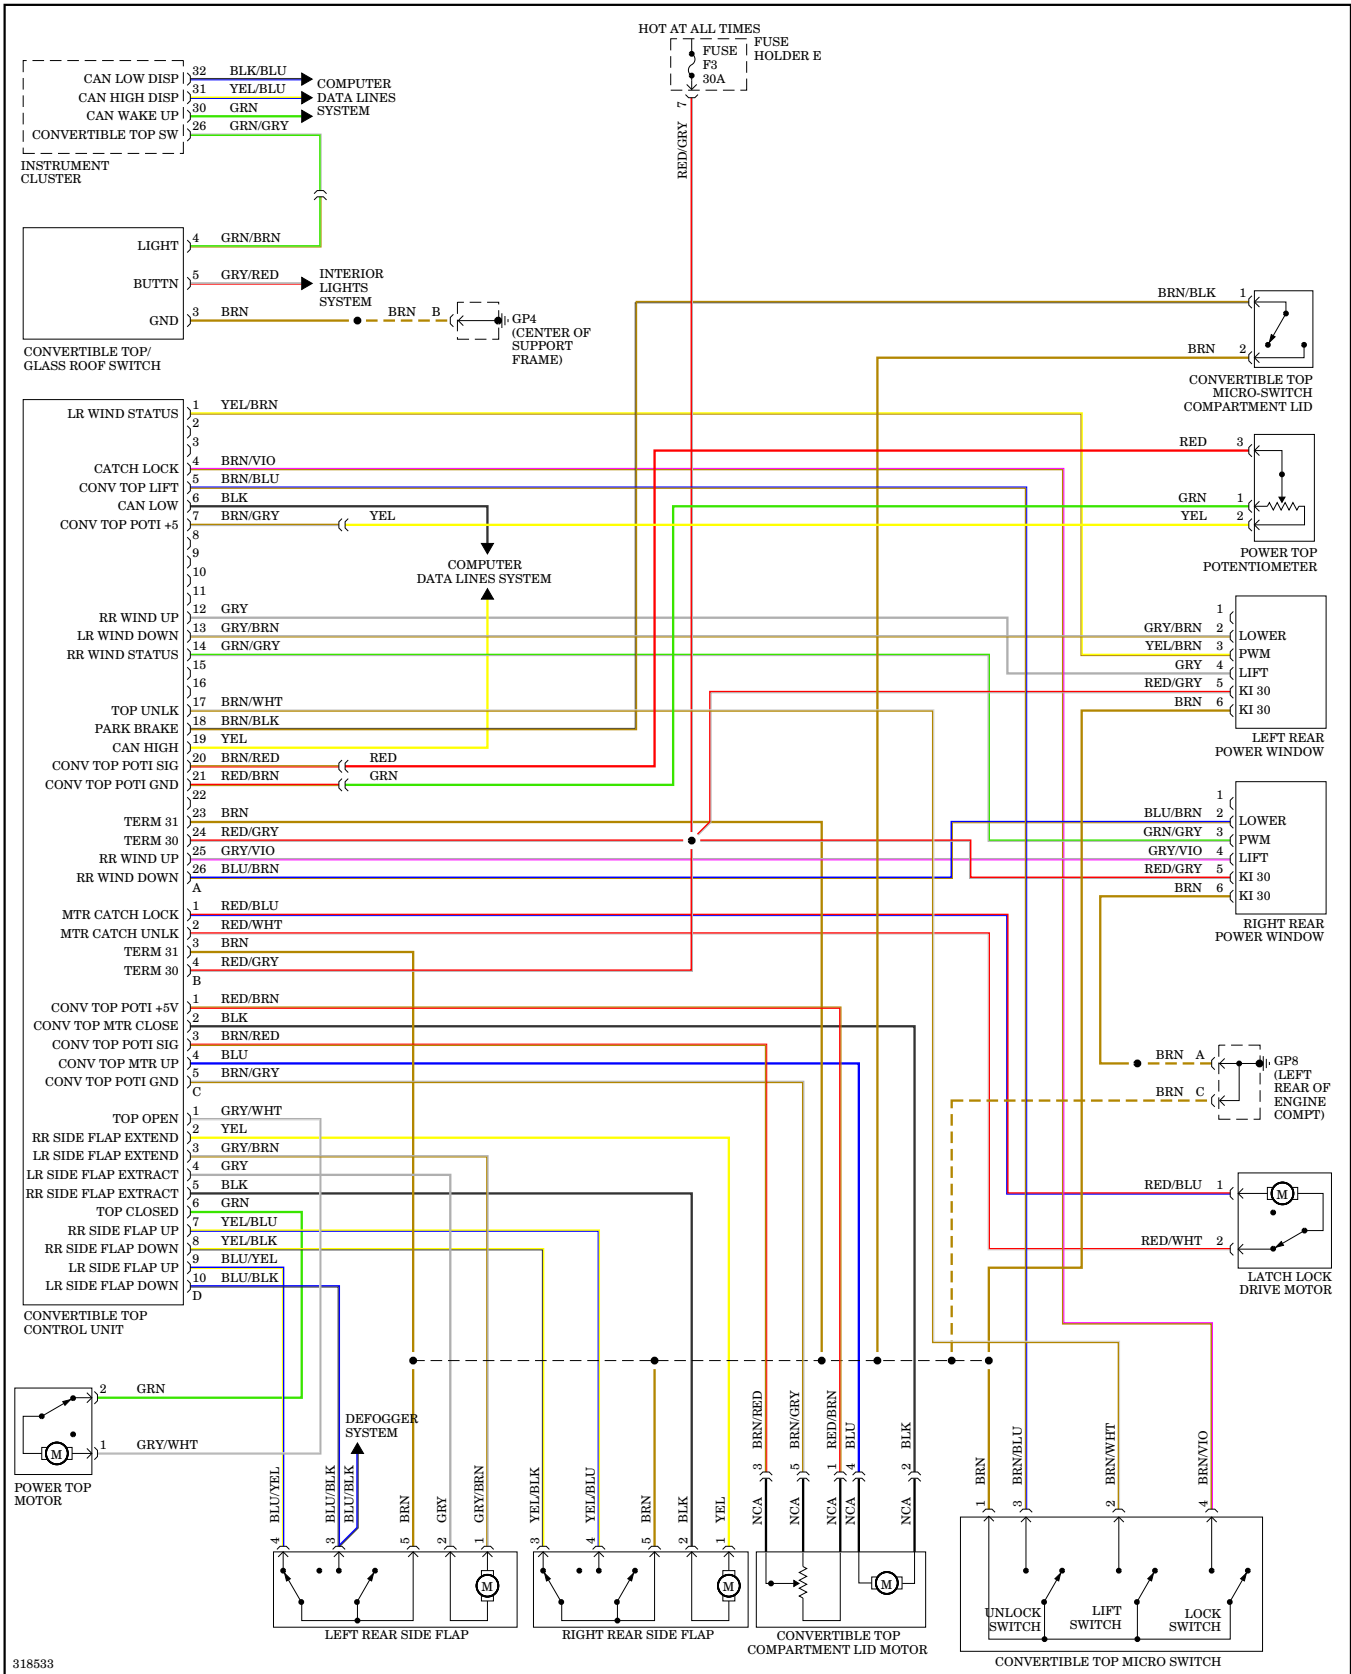 HOT AT ALL TIMES
FUSE
F3
30A
FUSE
HOLDER E
7
RED/GRY
CAN LOW DISP 32 BLK/BLU
CAN HIGH DISP 31 YEL/BLU
CAN WAKE UP 30 GRN
CONVERTIBLE TOP SW 26 GRN/GRY
COMPUTER
DATA LINES
SYSTEM
INSTRUMENT
CLUSTER
LIGHT 4 GRN/BRN
BUTTN 5 GRY/RED
INTERIOR
LIGHTS
SYSTEM
GND 3 BRN BRN B
GP4
(CENTER OF
SUPPORT
FRAME)
CONVERTIBLE TOP/
GLASS ROOF SWITCH
BRN/BLK 1
BRN 2
CONVERTIBLE TOP
MICRO-SWITCH
COMPARTMENT LID
RED 3
GRN 1
YEL 2
POWER TOP
POTENTIOMETER
LR WIND STATUS 1 YEL/BRN
2
3
CATCH LOCK 4 BRN/VIO
CONV TOP LIFT 5 BRN/BLU
CAN LOW 6 BLK
CONV TOP POTI +5 7 BRN/GRY YEL
8
9
10
11
COMPUTER
DATA LINES SYSTEM
RR WIND UP 12 GRY
LR WIND DOWN 13 GRY/BRN
RR WIND STATUS 14 GRN/GRY
15
16
TOP UNLK 17 BRN/WHT
PARK BRAKE 18 BRN/BLK
CAN HIGH 19 YEL
CONV TOP POTI SIG 20 BRN/RED RED
CONV TOP POTI GND 21 RED/BRN GRN
22
TERM 31 23 BRN
TERM 30 24 RED/GRY
RR WIND UP 25 GRY/VIO
RR WIND DOWN 26 BLU/BRN
A
1
GRY/BRN 2 LOWER
YEL/BRN 3 PWM
GRY 4 LIFT
RED/GRY 5 KI 30
BRN 6 KI 30
LEFT REAR
POWER WINDOW
1
BLU/BRN 2 LOWER
GRN/GRY 3 PWM
GRY/VIO 4 LIFT
RED/GRY 5 KI 30
BRN 6 KI 30
RIGHT REAR
POWER WINDOW
MTR CATCH LOCK 1 RED/BLU
MTR CATCH UNLK 2 RED/WHT
TERM 31 3 BRN
TERM 30 4 RED/GRY
B
CONV TOP POTI +5V 1 RED/BRN
CONV TOP MTR CLOSE 2 BLK
CONV TOP POTI SIG 3 BRN/RED
CONV TOP MTR UP 4 BLU
CONV TOP POTI GND 5 BRN/GRY
C
BRN A
BRN C
GP8
(LEFT
REAR OF
ENGINE
COMPT)
TOP OPEN 1 GRY/WHT
RR SIDE FLAP EXTEND 2 YEL
LR SIDE FLAP EXTEND 3 GRY/BRN
LR SIDE FLAP EXTRACT 4 GRY
RR SIDE FLAP EXTRACT 5 BLK
TOP CLOSED 6 GRN
RR SIDE FLAP UP 7 YEL/BLU
RR SIDE FLAP DOWN 8 YEL/BLK
LR SIDE FLAP UP 9 BLU/YEL
LR SIDE FLAP DOWN 10 BLU/BLK
D
CONVERTIBLE TOP
CONTROL UNIT
RED/BLU 1 M
RED/WHT 2
LATCH LOCK
DRIVE MOTOR
2 GRN
1 GRY/WHT
M
POWER TOP
MOTOR
DEFOGGER
SYSTEM
BLU/YEL 4
BLU/BLK 3
BLU/BLK
BRN 5
GRY 2
GRY/BRN 1
M
LEFT REAR SIDE FLAP
YEL/BLK 3
YEL/BLU 4
BRN 5
BLK 2
YEL 1
M
RIGHT REAR SIDE FLAP
BRN/RED 3 NCA
BRN/GRY 5 NCA
RED/BRN 1 NCA
BLU 4 NCA
BLK 2 NCA
M
CONVERTIBLE TOP
COMPARTMENT LID MOTOR
BRN 1
BRN/BLU 3
BRN/WHT 2
BRN/VIO 4
UNLOCK
SWITCH
LIFT
SWITCH
LOCK
SWITCH
CONVERTIBLE TOP MICRO SWITCH
318533